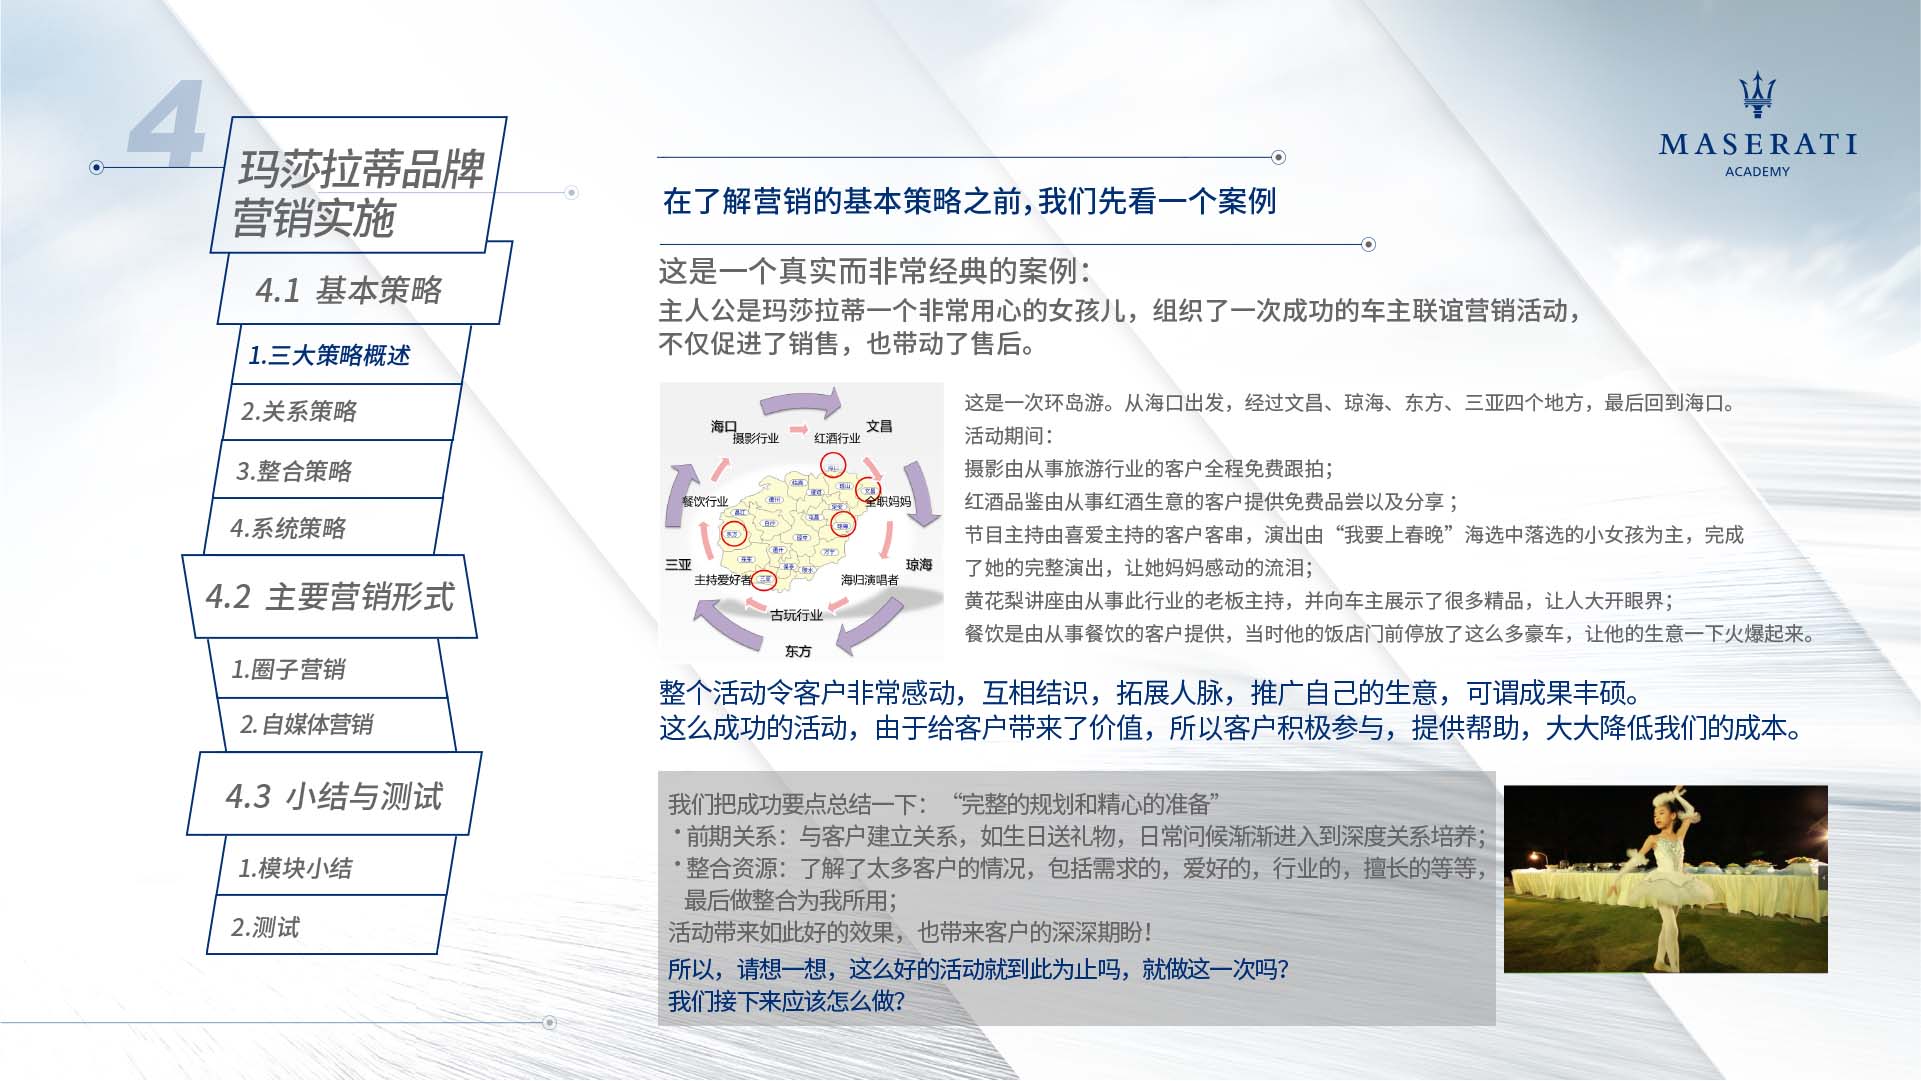 4
玛莎拉蒂品牌
营销实施
4.1 基本策略
1.三大策略概述
2.关系策略
3.整合策略
4.系统策略
4.2 主要营销形式
1.圈子营销
2.自媒体营销
4.3 小结与测试
1.模块小结
2.测试
MASERATI
ACADEMY
在了解营销的基本策略之前，我们先看一个案例
这是一个真实而非常经典的案例：
主人公是玛莎拉蒂一个非常用心的女孩儿，组织了一次成功的车主联谊营销活动，
不仅促进了销售，也带动了售后。
海口
摄影行业
红酒行业
文昌
餐饮行业
全职妈妈
三亚
主持爱好者
海归演唱者
琼海
古玩行业
东方
这是一次环岛游。从海口出发，经过文昌、琼海、东方、三亚四个地方，最后回到海口。
活动期间：
摄影由从事旅游行业的客户全程免费跟拍；
红酒品鉴由从事红酒生意的客户提供免费品尝以及分享；
节目主持由喜爱主持的客户客串，演出由“我要上春晚”海选中落选的小女孩为主，完成
了她的完整演出，让她妈妈感动的流泪；
黄花梨讲座由从事此行业的老板主持，并向车主展示了很多精品，让人大开眼界；
餐饮是由从事餐饮的客户提供，当时他的饭店门前停放了这么多豪车，让他的生意一下火爆起来。
整个活动令客户非常感动，互相结识，拓展人脉，推广自己的生意，可谓成果丰硕。
这么成功的活动，由于给客户带来了价值，所以客户积极参与，提供帮助，大大降低我们的成本。
我们把成功要点总结一下：“完整的规划和精心的准备”
·前期关系：与客户建立关系，如生日送礼物，日常问候渐渐进入到深度关系培养；
·整合资源：了解了太多客户的情况，包括需求的，爱好的，行业的，擅长的等等，
最后做整合为我所用；
活动带来如此好的效果，也带来客户的深深期盼！
所以，请想一想，这么好的活动就到此为止吗，就做这一次吗？
我们接下来应该怎么做？